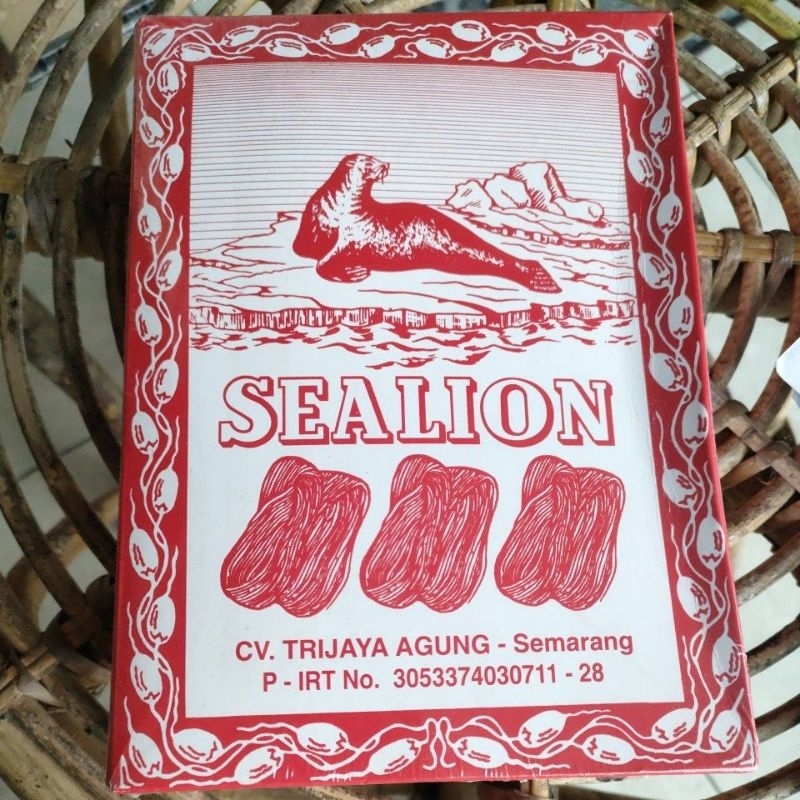 SEALION
CV. TRIJAYA AGUNG - Semarang
P - IRT No. 3053374030711 - 28